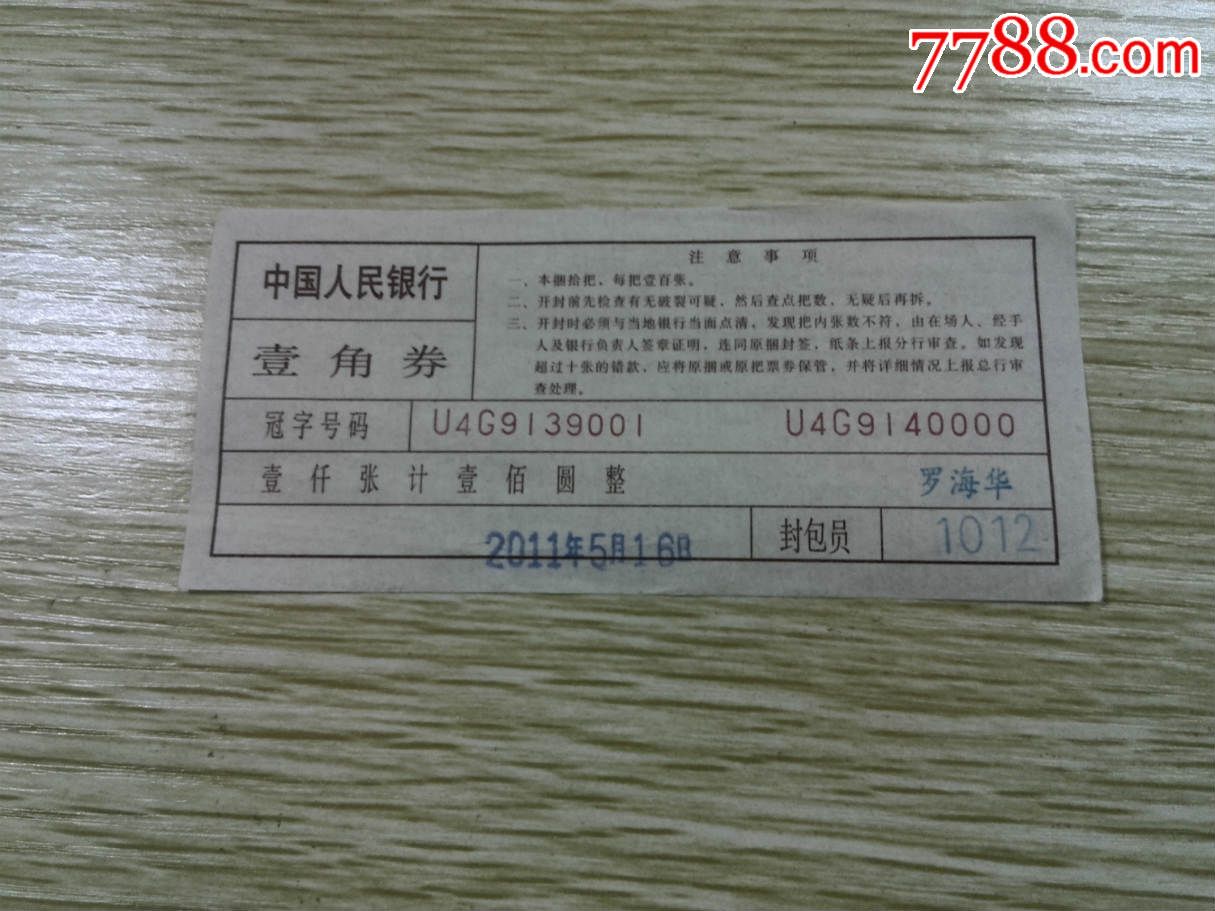 7788.com
中国人民银行
壹角券
注意事项
一、本捆拾把、每把壹百张。
二、开封前先检查有无破裂可疑，然后查点把数，无疑后再拆。
三、开封时必须与当地银行当面点清，发现把内张数不符，由在场人、经手
人及银行负责人签章证明，连同原捆封签，纸条上报分行审查。如发现
超过十张的错款，应将原捆或原把票券保管，并将详细情况上报总行审
查处理。
冠字号码 U4G9139001 U4G9140000
壹仟张计壹佰圆整 罗海华
2011年5月16日 封包员 1012